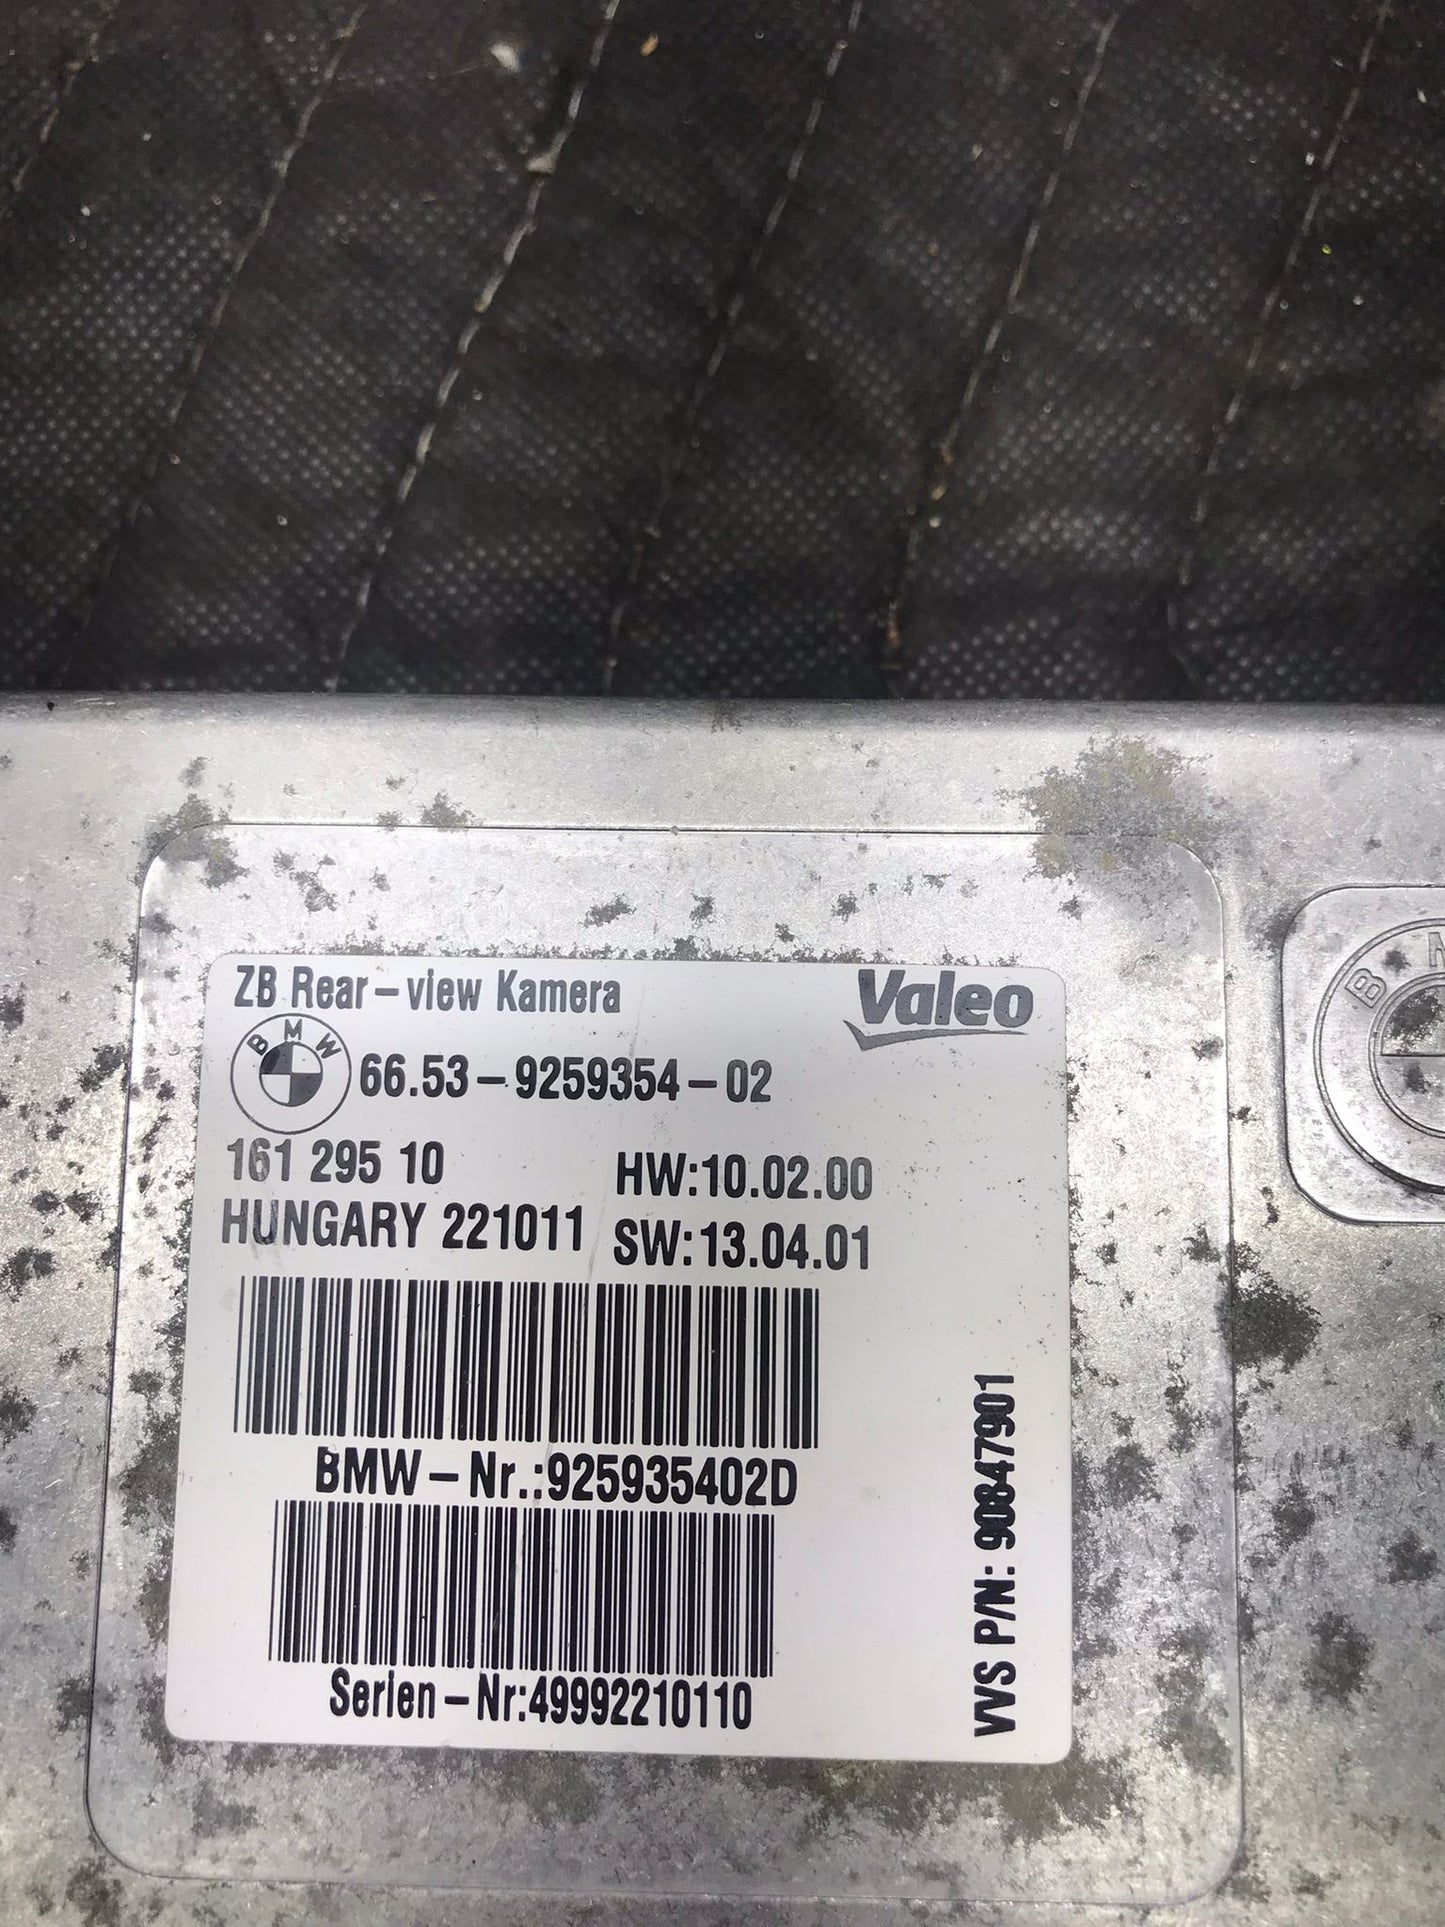 ZB Rear-view Kamera
Valeo
BMW
66.53-9259354-02
161 295 10
HW:10.02.00
HUNGARY 221011
SW:13.04.01
BMW-Nr.:925935402D
Serien-Nr:49992210110
VVS P/N: 90847901
B